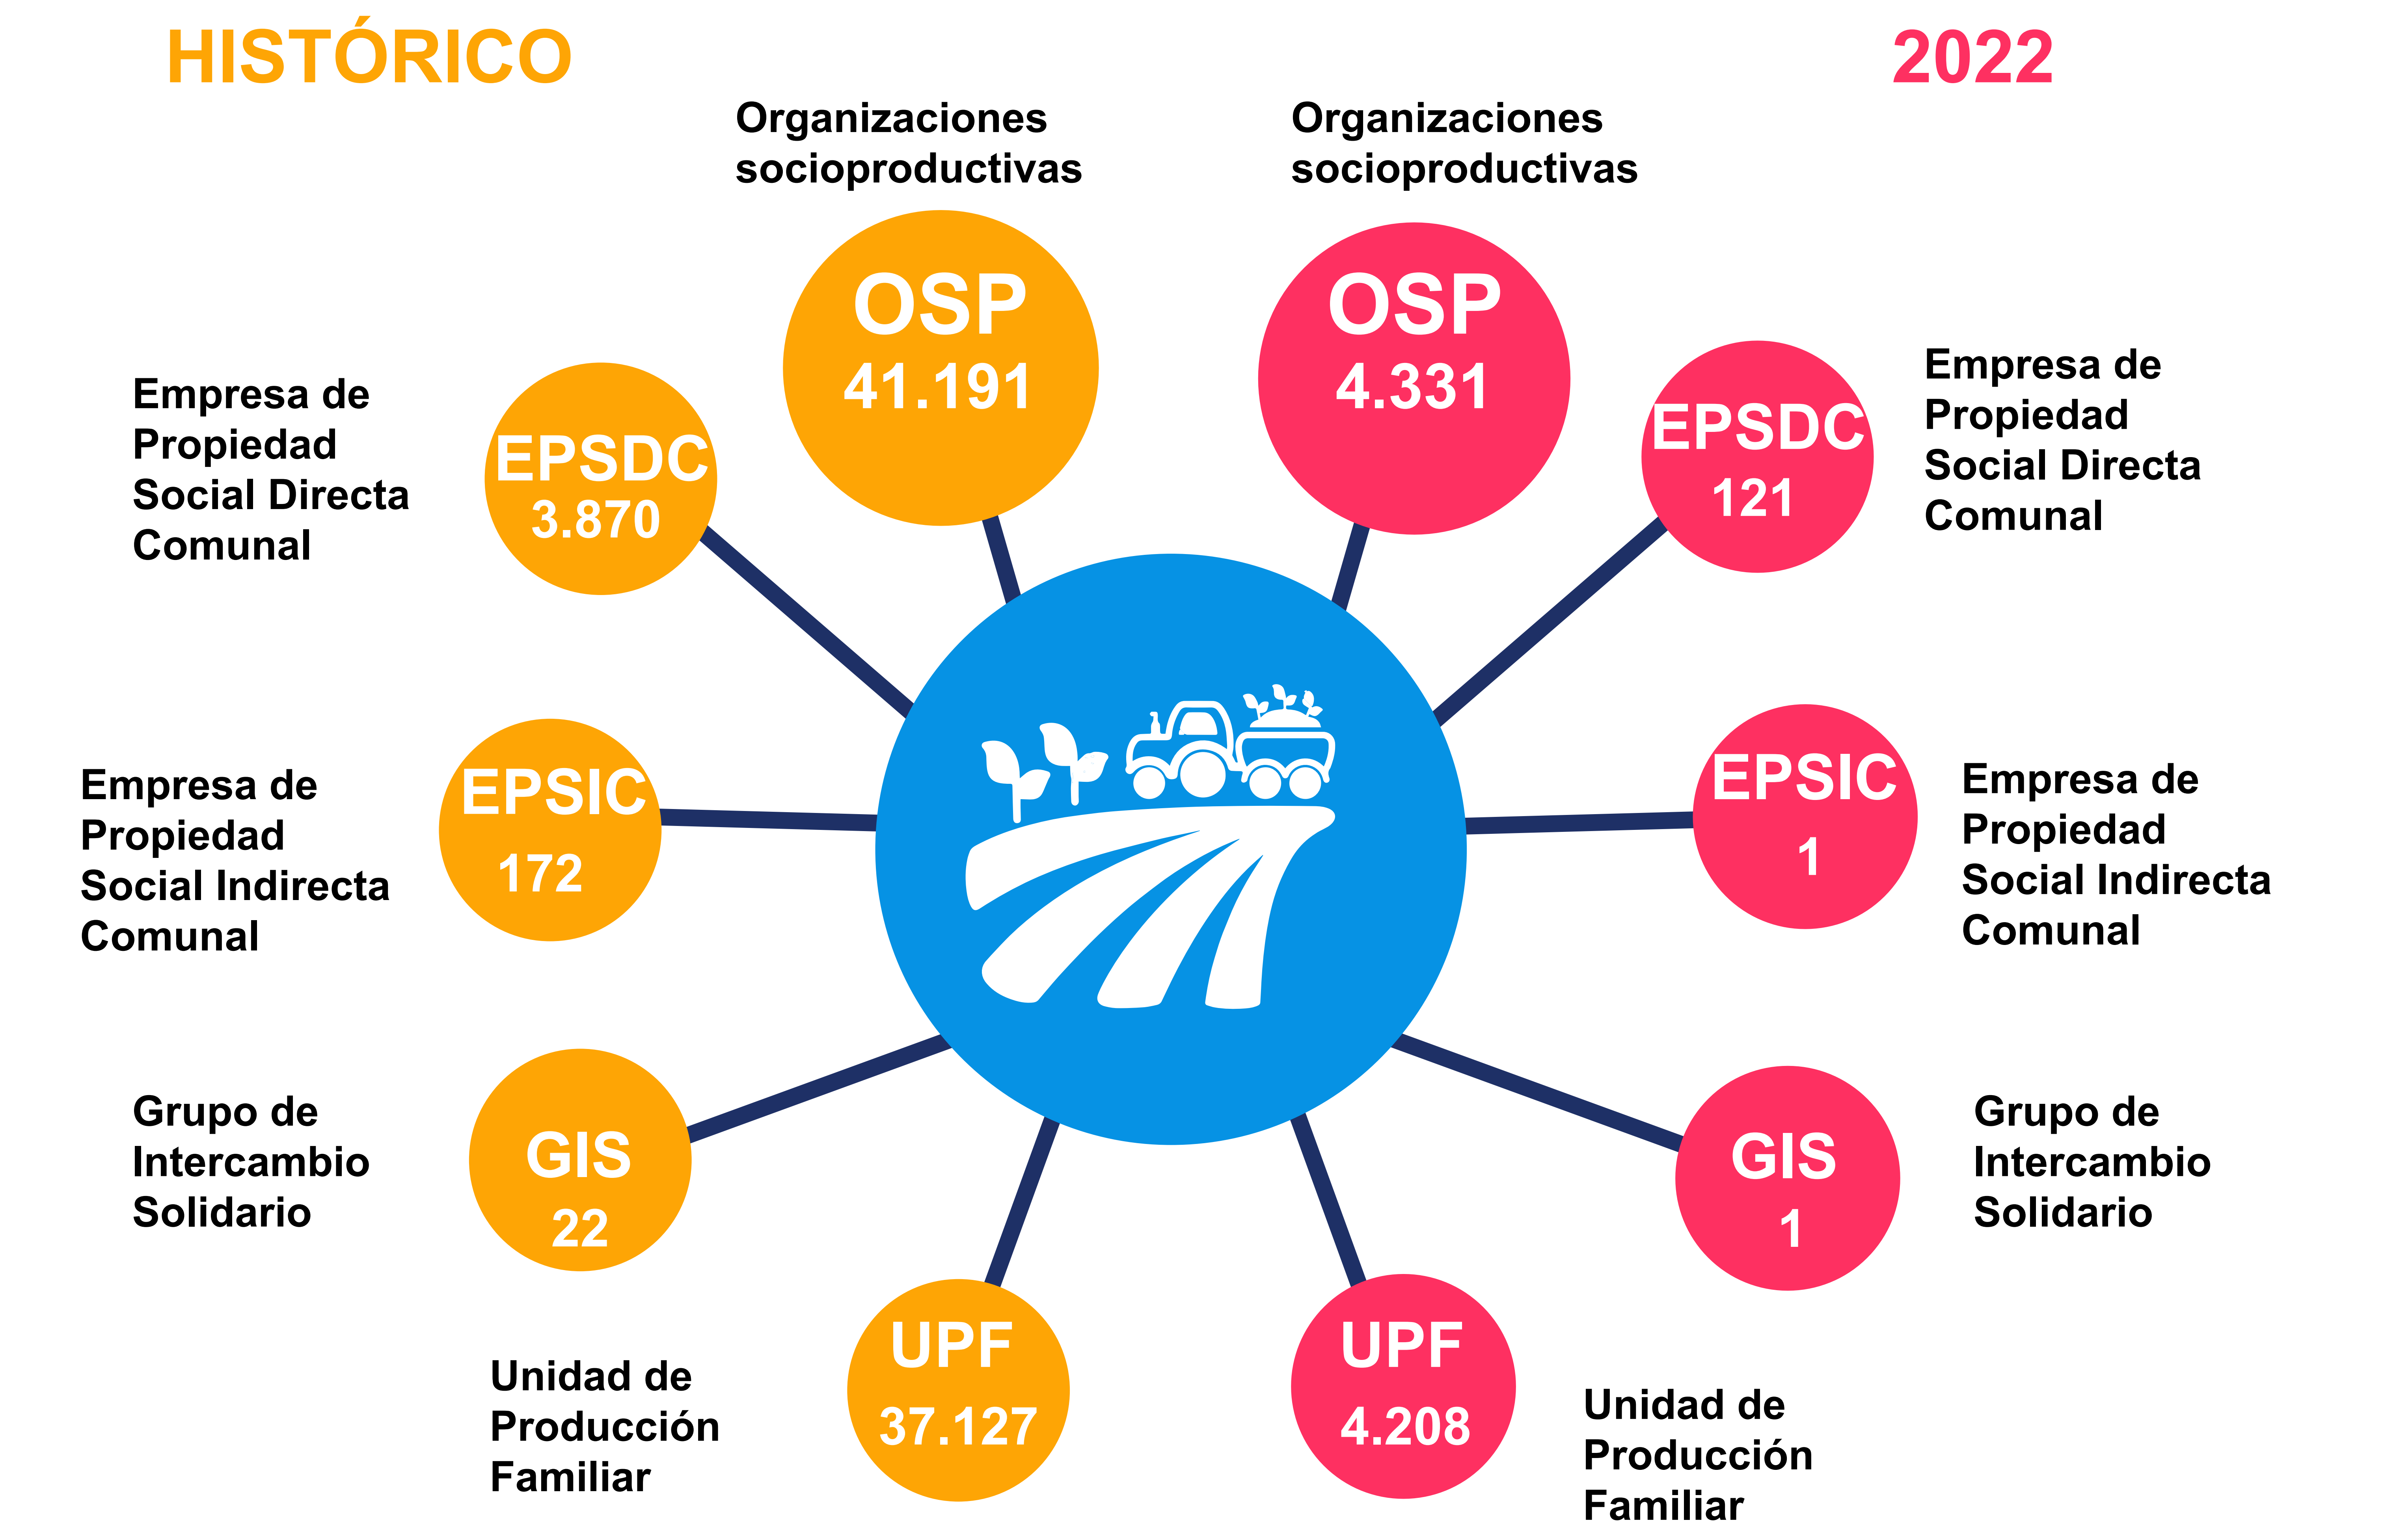 HISTÓRICO
2022
Organizaciones
socioproductivas
OSP
41.191
Empresa de
Propiedad
Social Directa
Comunal
EPSDC
3.870
Empresa de
Propiedad
Social Indirecta
Comunal
EPSIC
172
Grupo de
Intercambio
Solidario
GIS
22
Unidad de
Producción
Familiar
UPF
37.127
Organizaciones
socioproductivas
OSP
4.331
EPSDC
121
Empresa de
Propiedad
Social Directa
Comunal
EPSIC
1
Empresa de
Propiedad
Social Indirecta
Comunal
GIS
1
Grupo de
Intercambio
Solidario
UPF
4.208
Unidad de
Producción
Familiar